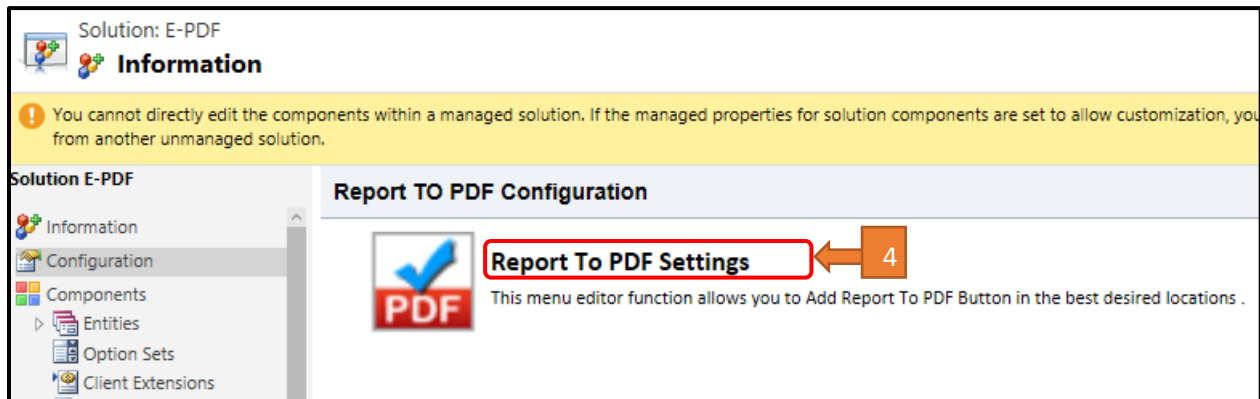 Solution: E-PDF
Information
You cannot directly edit the components within a managed solution. If the managed properties for solution components are set to allow customization, you
from another unmanaged solution.
Solution E-PDF
Information
Configuration
Components
Entities
Option Sets
Client Extensions
Report TO PDF Configuration
PDF
Report To PDF Settings
4
This menu editor function allows you to Add Report To PDF Button in the best desired locations .